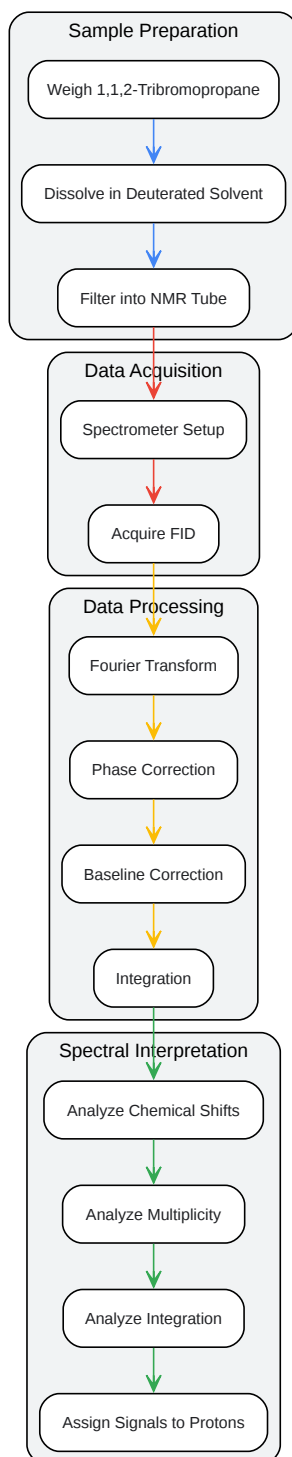 Sample Preparation
Weigh 1,1,2-Tribromopropane
Dissolve in Deuterated Solvent
Filter into NMR Tube
Data Acquisition
Spectrometer Setup
Acquire FID
Data Processing
Fourier Transform
Phase Correction
Baseline Correction
Integration
Spectral Interpretation
Analyze Chemical Shifts
Analyze Multiplicity
Analyze Integration
Assign Signals to Protons